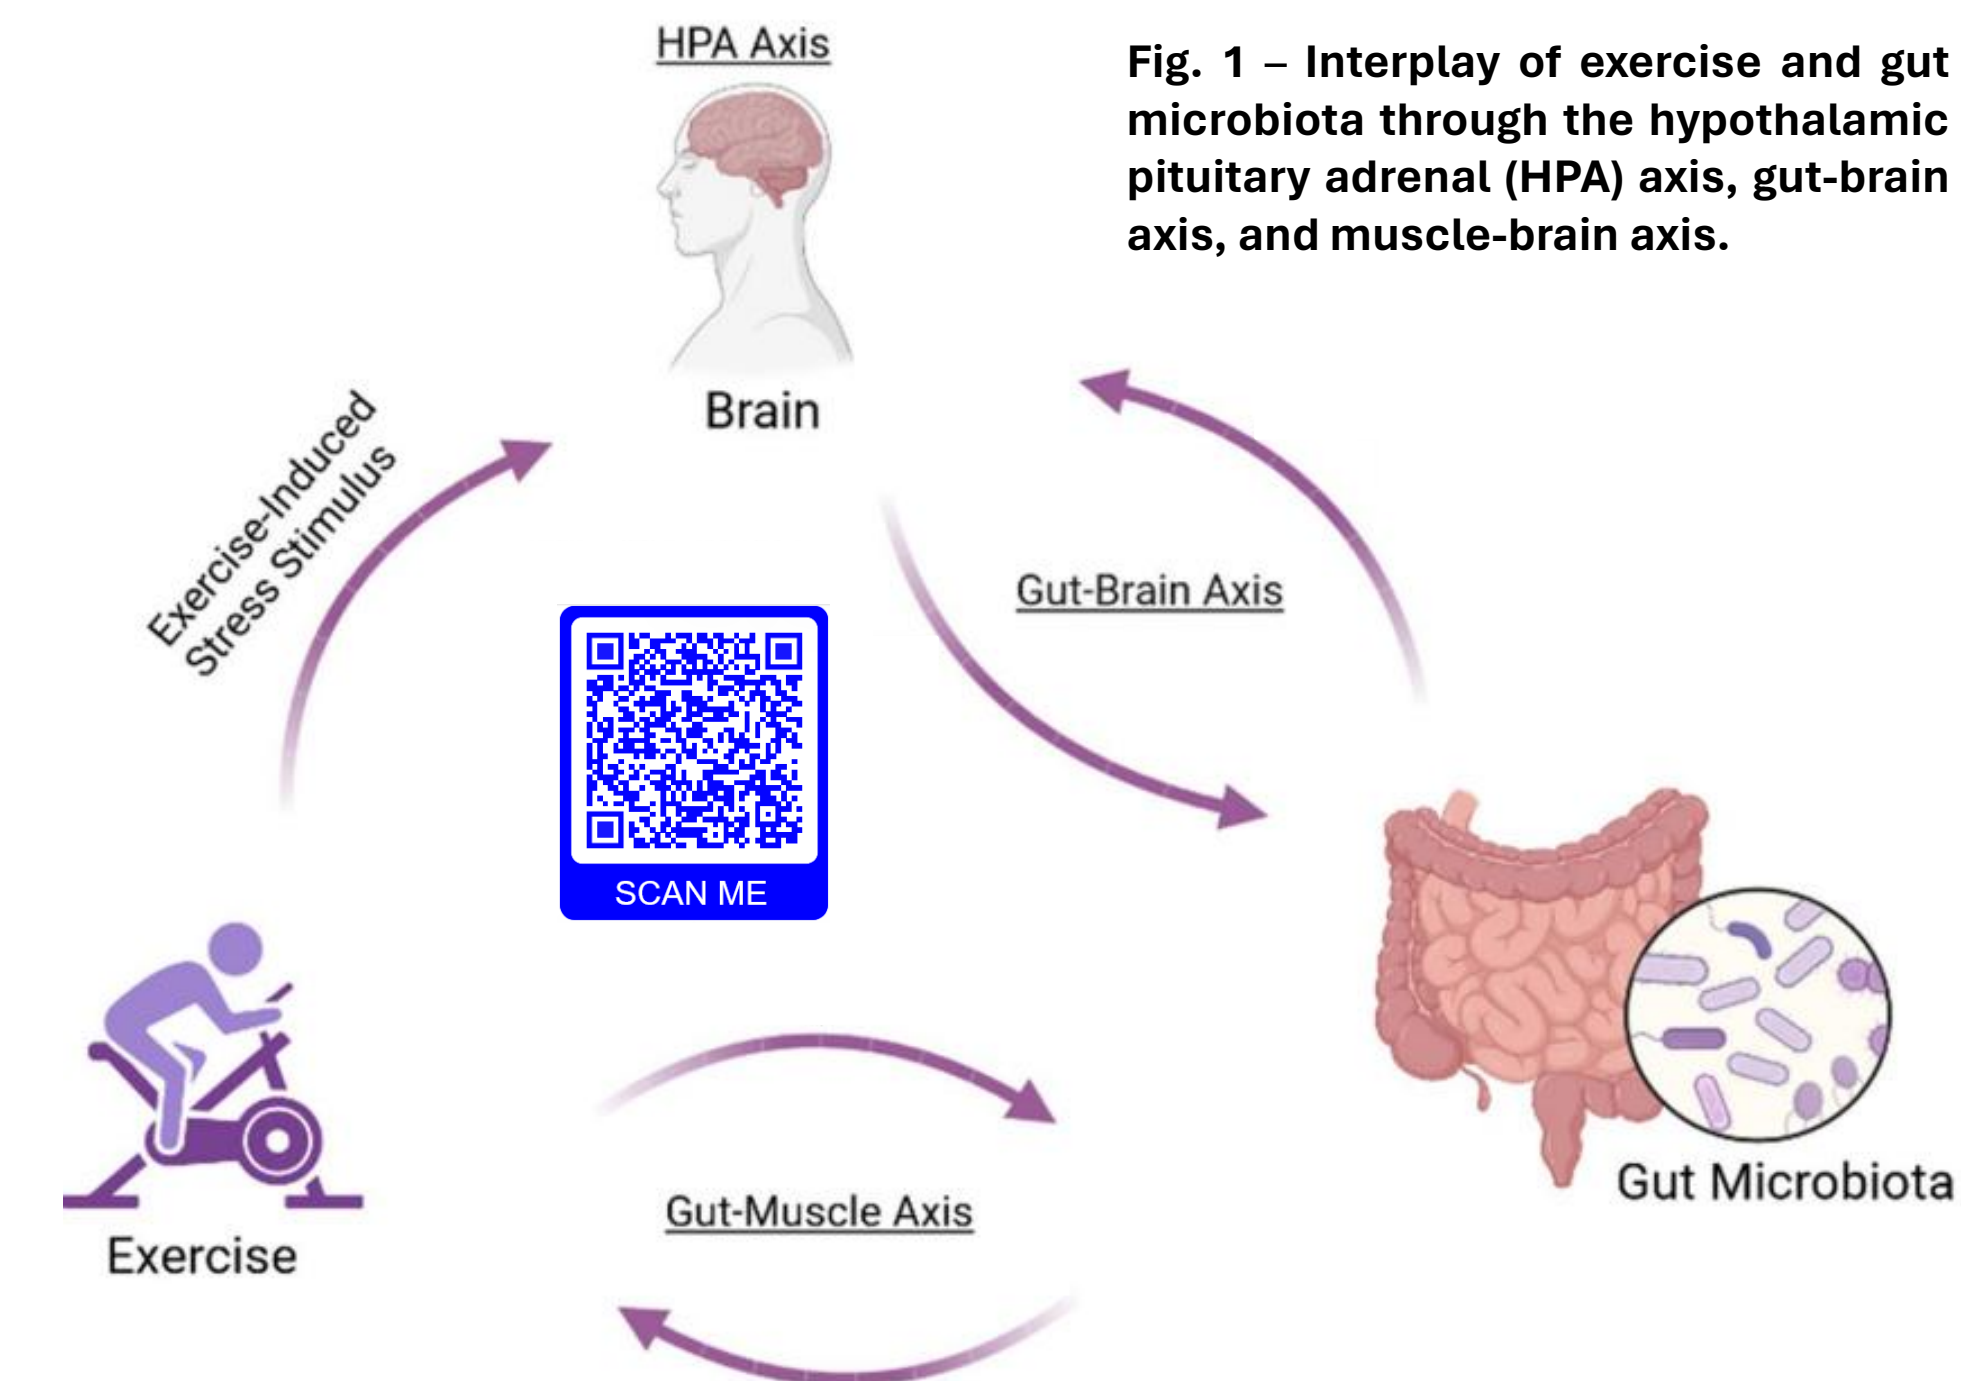 HPA Axis
Fig. 1 – Interplay of exercise and gut
microbiota through the hypothalamic
pituitary adrenal (HPA) axis, gut-brain
axis, and muscle-brain axis.
Brain
Exercise-Induced
Stress Stimulus
Gut-Brain Axis
SCAN ME
Gut Microbiota
Gut-Muscle Axis
Exercise